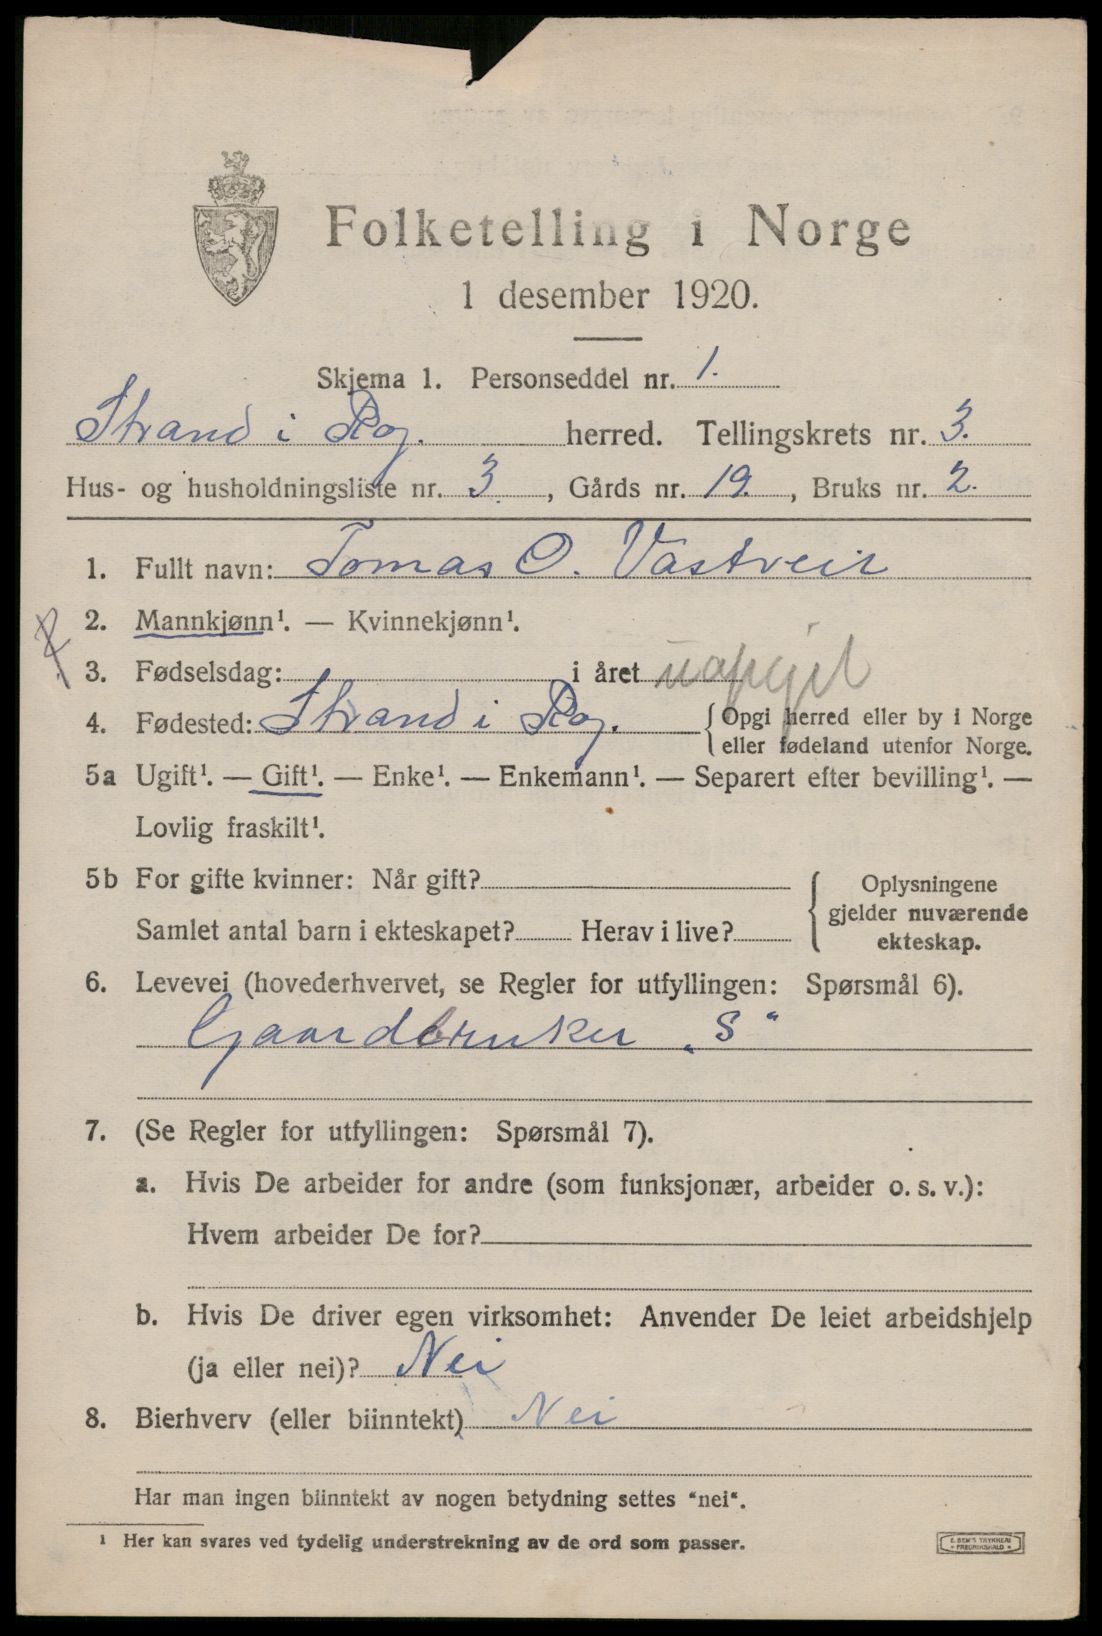 Folketelling i Norge
1 desember 1920.
Skjema 1. Personseddel nr. 1.
Strand i Rog. herred. Tellingskrets nr. 3.
Hus- og husholdningsliste nr. 3, Gårds nr. 19., Bruks nr. 2.
1. Fullt navn: Tomas O. Vastveit
2. Mannkjønn¹. — Kvinnekjønn¹.
3. Fødselsdag: i året uopgit
4. Fødested: Strand i Rog. { Opgi herred eller by i Norge
eller fødeland utenfor Norge.
5a Ugift¹. — Gift¹. — Enke¹. — Enkemann¹. — Separert efter bevilling¹. —
Lovlig fraskilt¹.
5b For gifte kvinner: Når gift?
Samlet antal barn i ekteskapet? Herav i live?
{ Oplysningene
gjelder nuværende
ekteskap.
6. Levevei (hovederhvervet, se Regler for utfyllingen: Spørsmål 6).
Gaardbruker „S“
7. (Se Regler for utfyllingen: Spørsmål 7).
a. Hvis De arbeider for andre (som funksjonær, arbeider o. s. v.):
Hvem arbeider De for?
b. Hvis De driver egen virksomhet: Anvender De leiet arbeidshjelp
(ja eller nei)? Nei
8. Bierhverv (eller biinntekt) Nei
Har man ingen biinntekt av nogen betydning settes "nei".
¹ Her kan svares ved tydelig understrekning av de ord som passer.
E. SEM'S TRYKKERI
FREDRIKSHALD